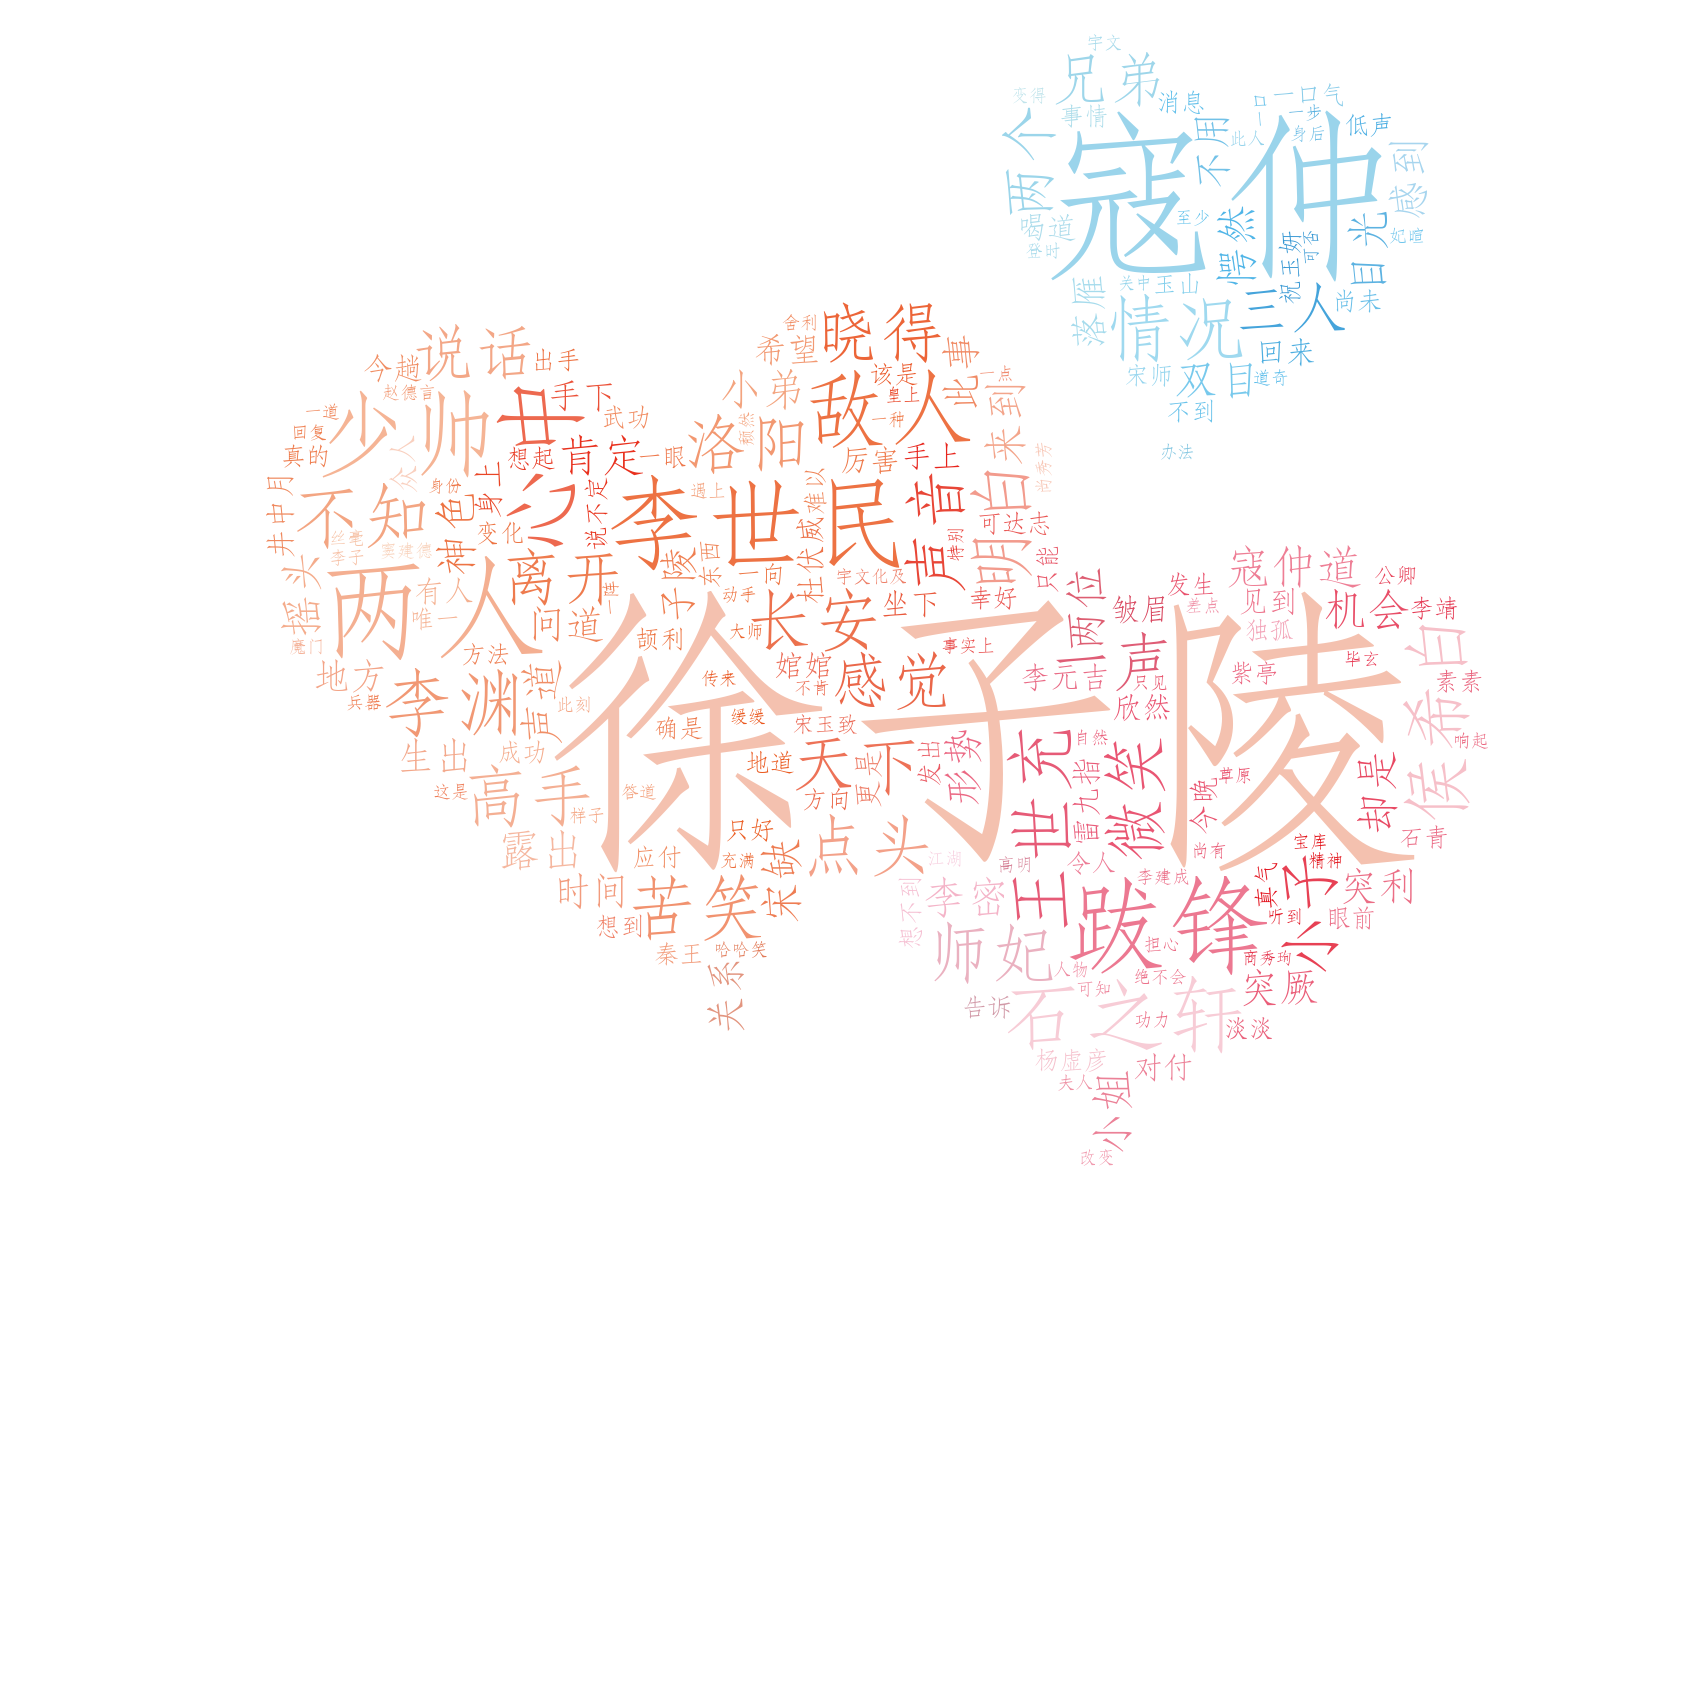 宇文
兄弟
变得
事情
消息
一口气
口一
一步
身后
此人
低声
两个
寇仲
不用
感到
喝道
登时
至少
愕然
祝玉妍
可否
目光
妃暄
落雁
关中
玉山
情况
三人
尚未
回来
宋师
双目
道奇
不到
办法
说话
今趟
出手
赵德言
手下
武功
一道
回复
真的
少帅
心中
众人
想起
肯定
一眼
舍利
希望
晓得
此事
小弟
该是
皇上
一点
敌人
一种
颓然
洛阳
厉害
手上
来到
尚秀芳
井中月
不知
身份
身上
神色
变化
说不定
李世民
遇上
难以
杜伏威
声音
特别
明白
可达志
只能
丝毫
李子
窦建德
摇头
两人
有人
唯一
离开
一阵
问道
子陵
东西
一向
动手
宇文化及
长安
坐下
幸好
大师
颉利
魔门
地方
兵器
方法
李渊
声道
此刻
徐子陵
传来
婠婠
不肯
感觉
事实上
缓缓
宋玉致
确是
生出
成功
这是
高手
样子
答道
地道
天下
方向
更是
发出
形势
露出
应付
只好
充满
宋缺
点头
江湖
时间
苦笑
想到
秦王
哈哈笑
关系
两位
皱眉
发生
差点
寇仲道
见到
独孤
公卿
机会
李靖
一声
只见
李元吉
欣然
紫亭
毕玄
素素
侯希白
响起
王世充
自然
雷九指
微笑
今晚
草原
却是
石青
尚有
令人
高明
李建成
宝库
精神
真气
听到
小子
突利
眼前
想不到
李密
师妃
跋锋
担心
商秀珣
突厥
人物
可知
绝不会
告诉
石之轩
功力
淡淡
杨虚彦
夫人
对付
小姐
改变